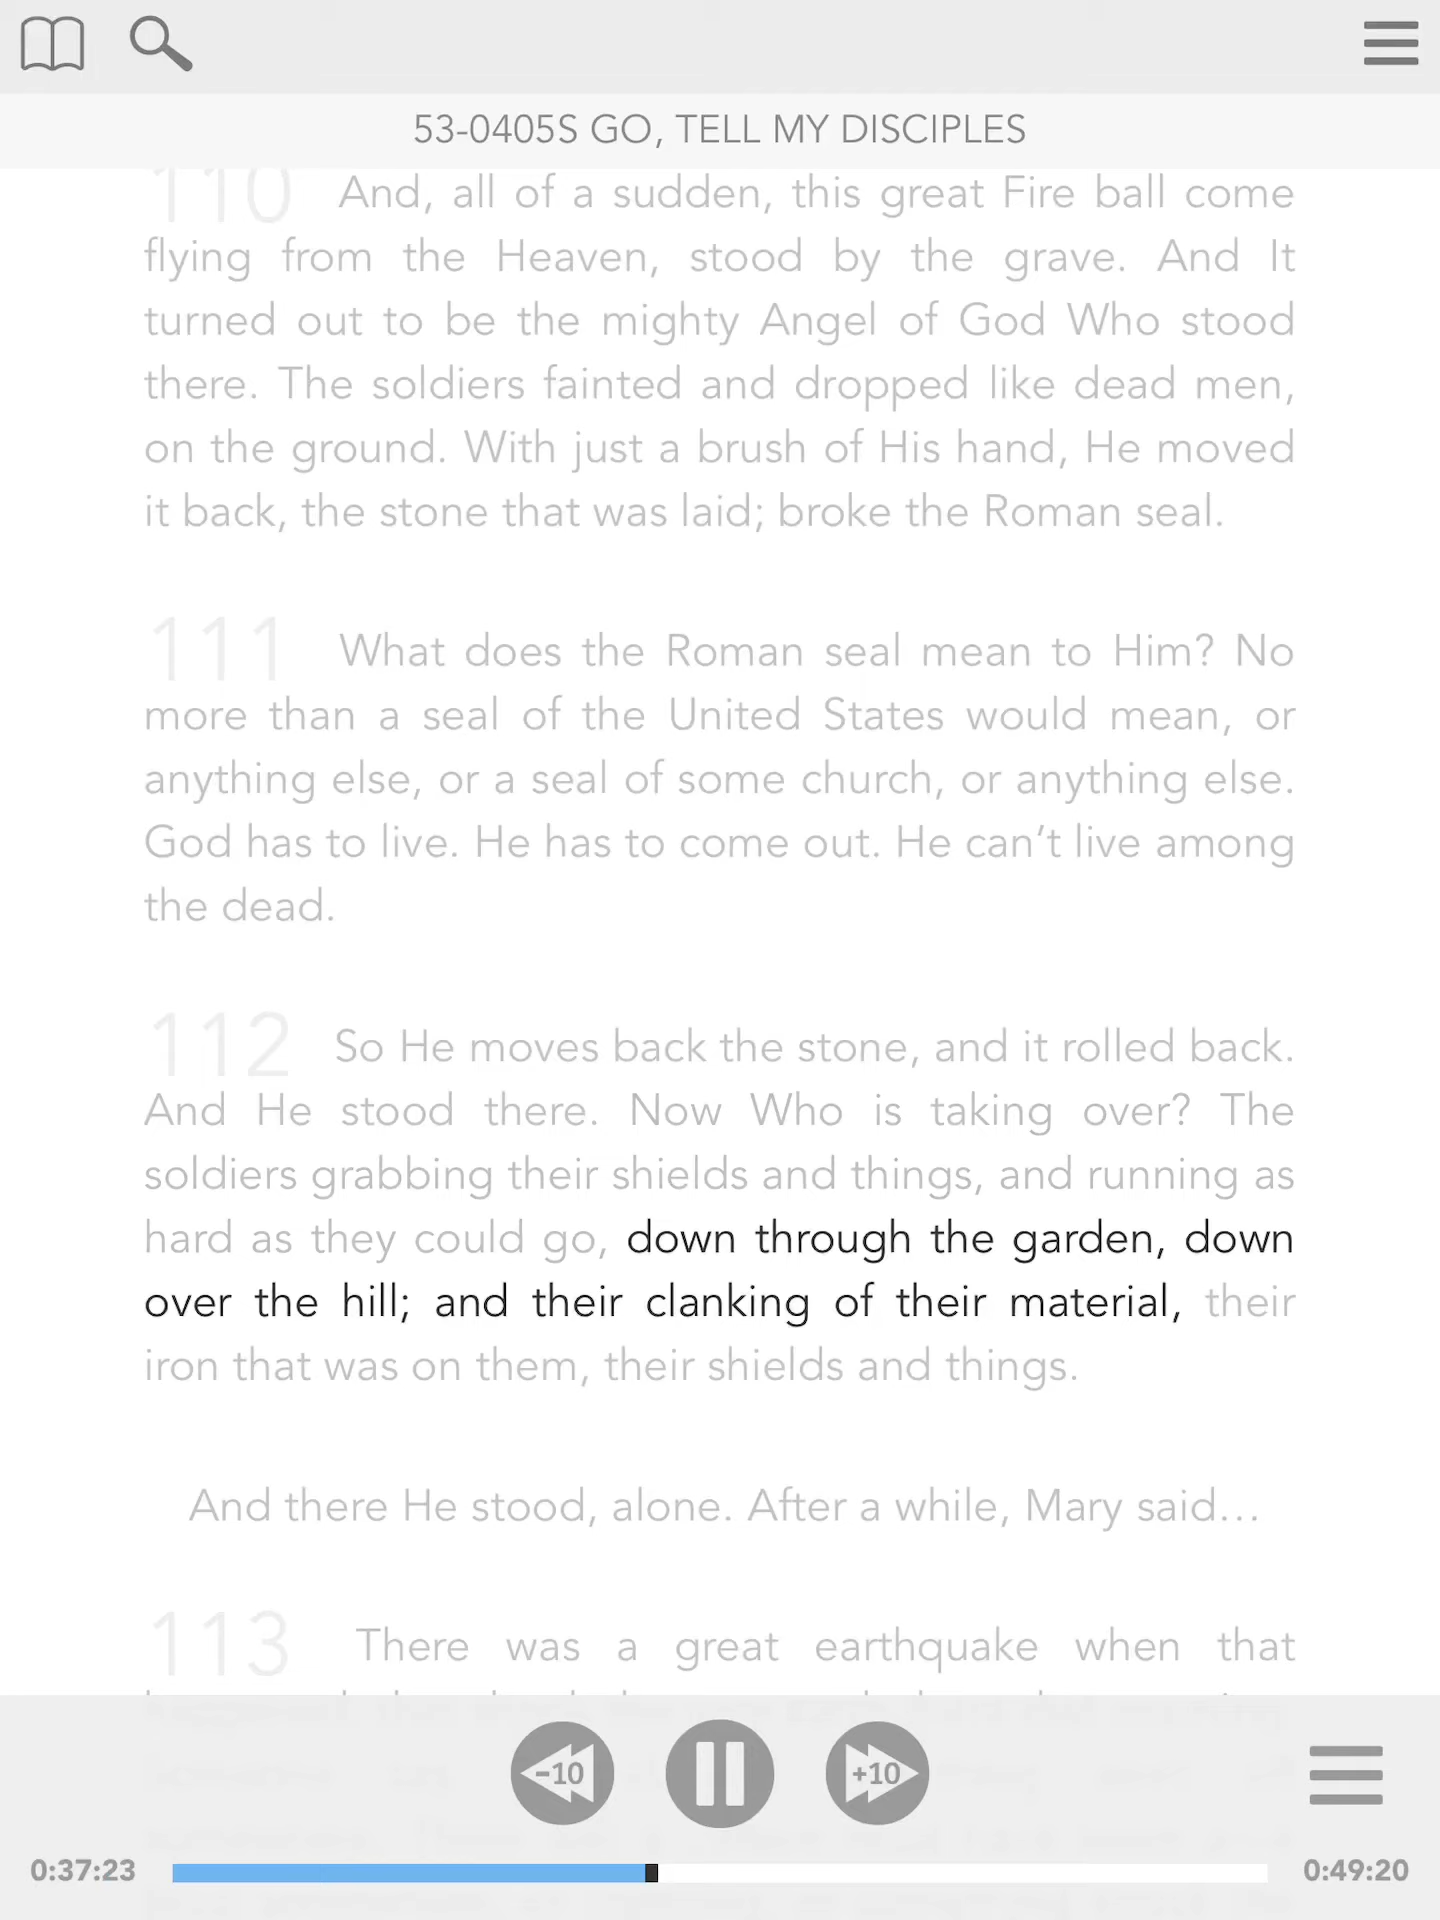 53-0405S GO, TELL MY DISCIPLES
110 And, all of a sudden, this great Fire ball come
flying from the Heaven, stood by the grave. And It
turned out to be the mighty Angel of God Who stood
there. The soldiers fainted and dropped like dead men,
on the ground. With just a brush of His hand, He moved
it back, the stone that was laid; broke the Roman seal.
111 What does the Roman seal mean to Him? No
more than a seal of the United States would mean, or
anything else, or a seal of some church, or anything else.
God has to live. He has to come out. He can’t live among
the dead.
112 So He moves back the stone, and it rolled back.
And He stood there. Now Who is taking over? The
soldiers grabbing their shields and things, and running as
hard as they could go, down through the garden, down
over the hill; and their clanking of their material, their
iron that was on them, their shields and things.
And there He stood, alone. After a while, Mary said…
113 There was a great earthquake when that
-10 +10
0:37:23 0:49:20